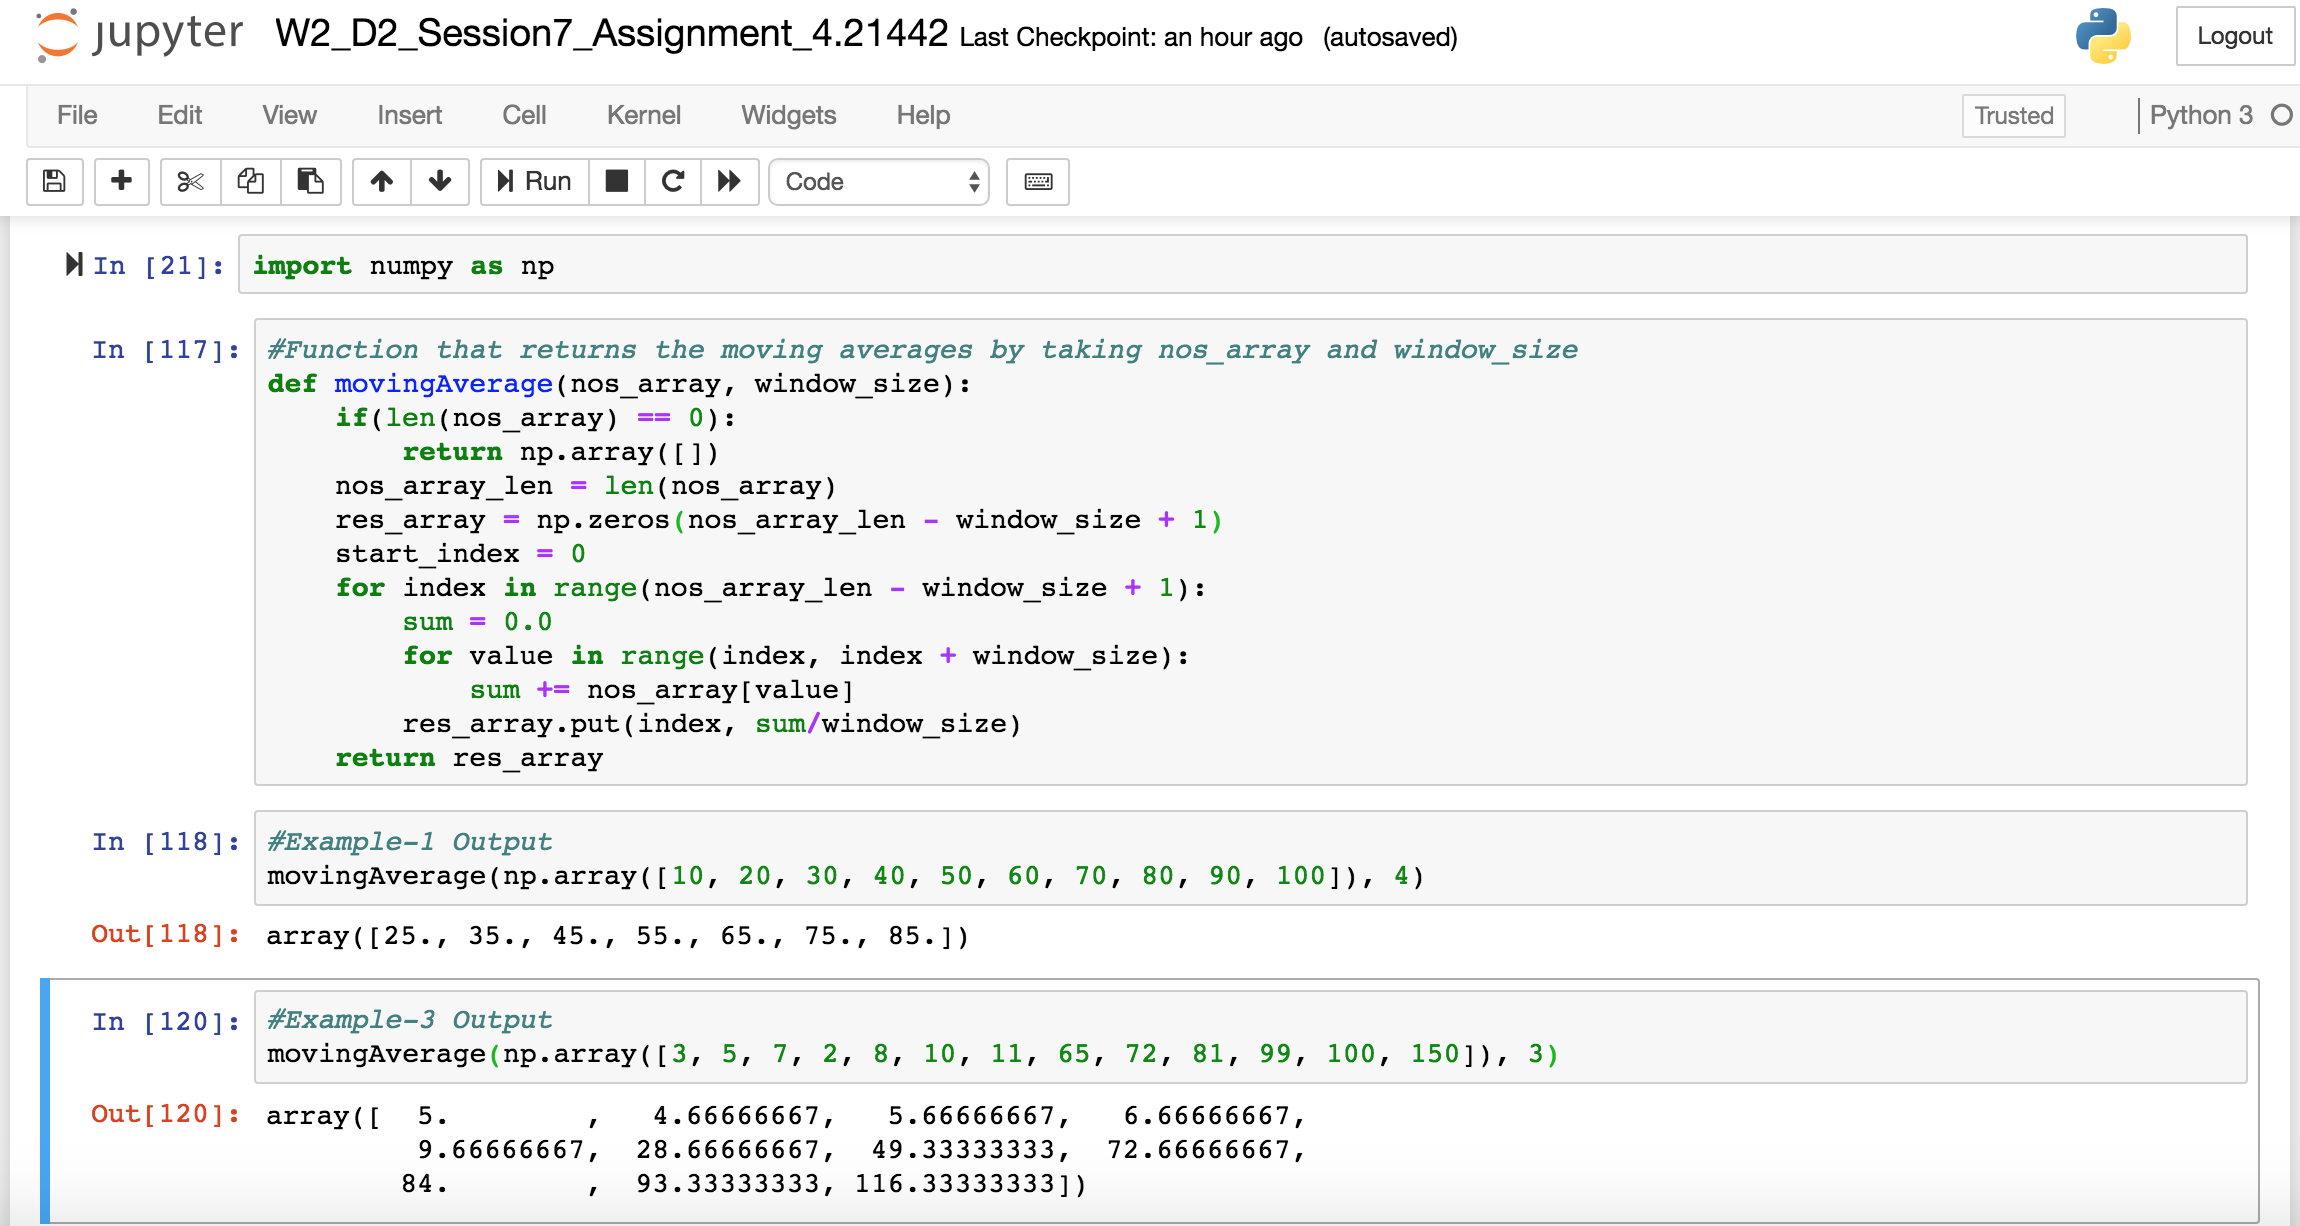 jupyter W2_D2_Session7_Assignment_4.21442 Last Checkpoint: an hour ago (autosaved) Logout
File Edit View Insert Cell Kernel Widgets Help Trusted Python 3
Run Code
In [21]: import numpy as np
In [117]: #Function that returns the moving averages by taking nos_array and window_size
def movingAverage(nos_array, window_size):
    if(len(nos_array) == 0):
        return np.array([])
    nos_array_len = len(nos_array)
    res_array = np.zeros(nos_array_len - window_size + 1)
    start_index = 0
    for index in range(nos_array_len - window_size + 1):
        sum = 0.0
        for value in range(index, index + window_size):
            sum += nos_array[value]
        res_array.put(index, sum/window_size)
    return res_array
In [118]: #Example-1 Output
movingAverage(np.array([10, 20, 30, 40, 50, 60, 70, 80, 90, 100]), 4)
Out[118]: array([25., 35., 45., 55., 65., 75., 85.])
In [120]: #Example-3 Output
movingAverage(np.array([3, 5, 7, 2, 8, 10, 11, 65, 72, 81, 99, 100, 150]), 3)
Out[120]: array([  5.        ,   4.66666667,   5.66666667,   6.66666667,
         9.66666667,  28.66666667,  49.33333333,  72.66666667,
        84.        ,  93.33333333, 116.33333333])